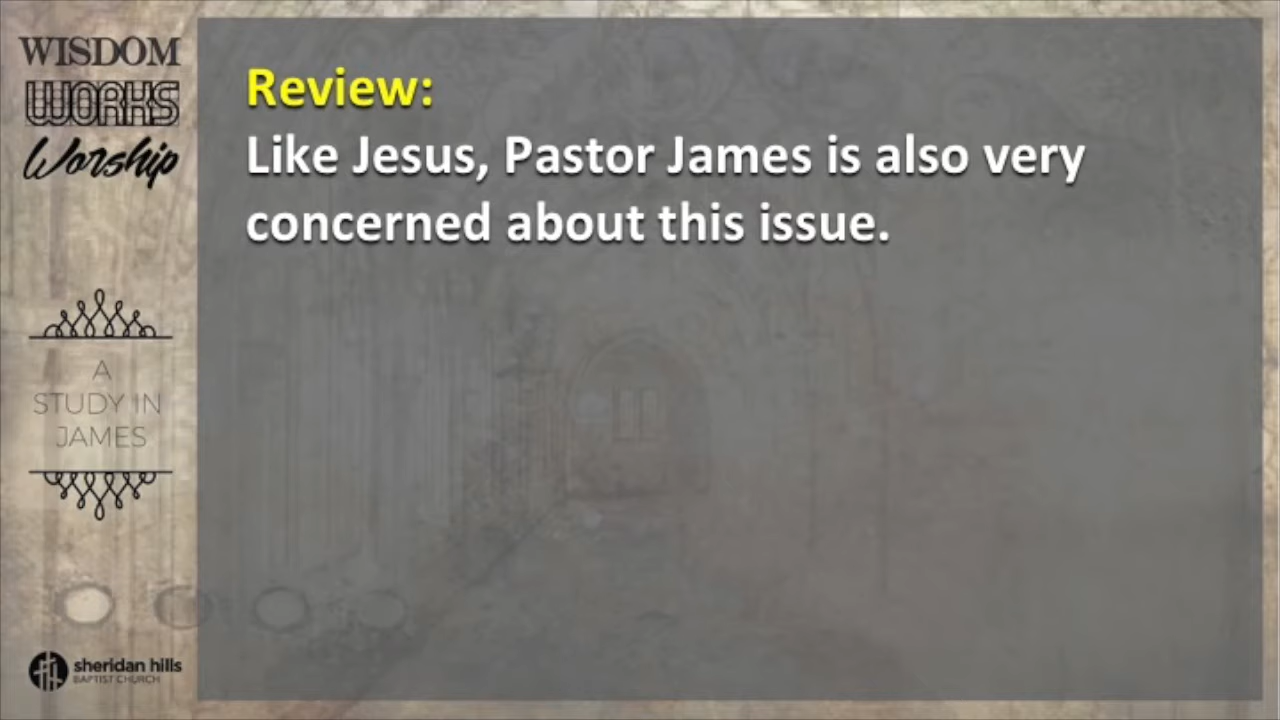 WISDOM
WORKS
Worship
A
STUDY IN
JAMES
sheridan hills
BAPTIST CHURCH
Review:
Like Jesus, Pastor James is also very
concerned about this issue.